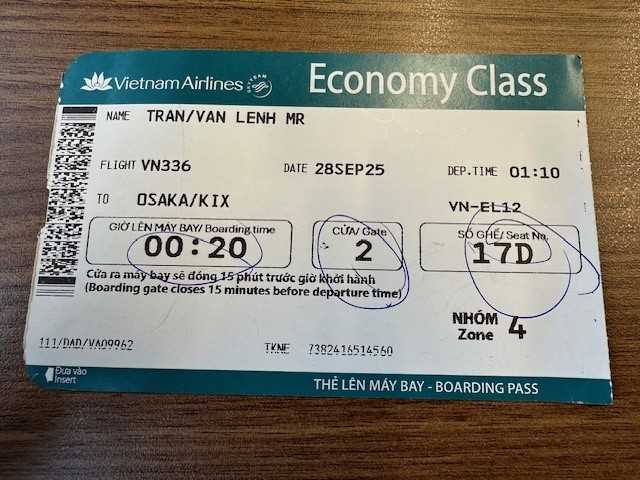 Vietnam Airlines SKYTEAM Economy Class
NAME TRAN/VAN LENH MR
FLIGHT VN336 DATE 28SEP25 DEP.TIME 01:10
TO OSAKA/KIX VN-EL12
GIỜ LÊN MÁY BAY/ Boarding time CỬA/ Gate SỐ GHẾ/ Seat No.
00:20 2 17D
Cửa ra máy bay sẽ đóng 15 phút trước giờ khởi hành
(Boarding gate closes 15 minutes before departure time)
NHÓM
Zone 4
111/DAD/VA09962 TKNE 7382416514560
Đưa vào
Insert
THẺ LÊN MÁY BAY - BOARDING PASS